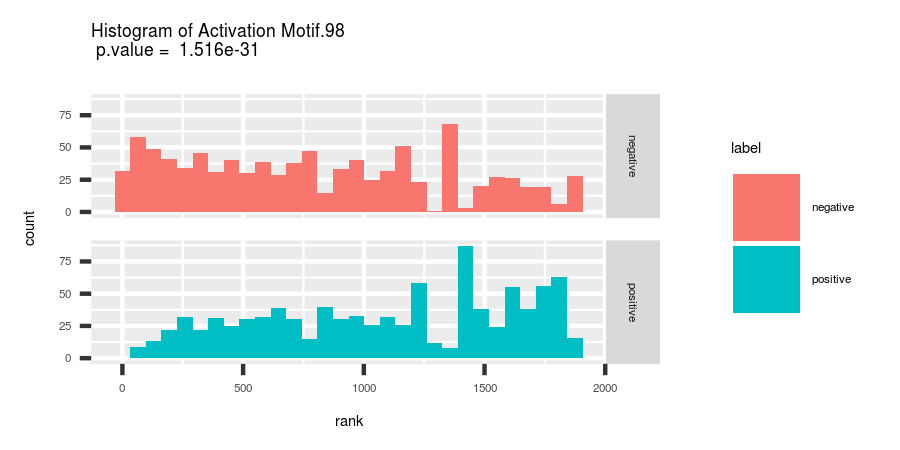 Histogram of Activation Motif.98
p.value = 1.516e-31
75
50
25
0
negative
75
50
25
0
positive
0 500 1000 1500 2000
rank
count
label
negative
positive